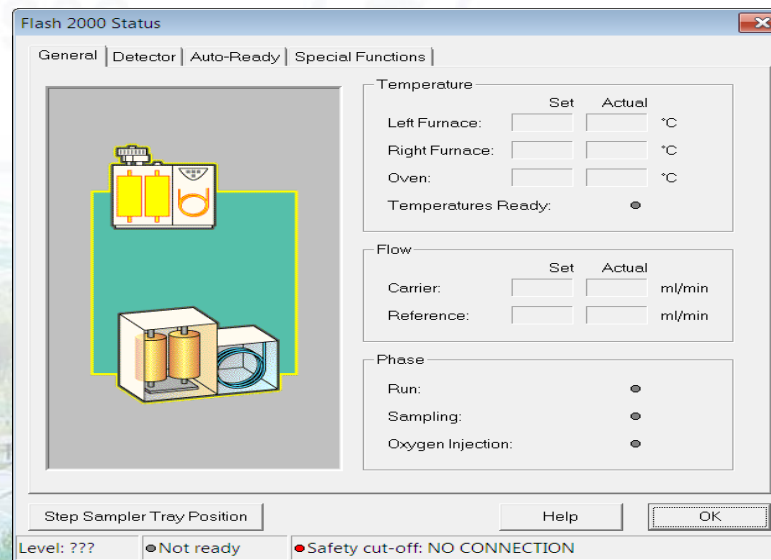 Flash 2000 Status
General Detector Auto-Ready Special Functions
Temperature
Set Actual
Left Furnace: °C
Right Furnace: °C
Oven: °C
Temperatures Ready:
Flow
Set Actual
Carrier: ml/min
Reference: ml/min
Phase
Run:
Sampling:
Oxygen Injection:
Step Sampler Tray Position Help OK
Level: ??? Not ready Safety cut-off: NO CONNECTION